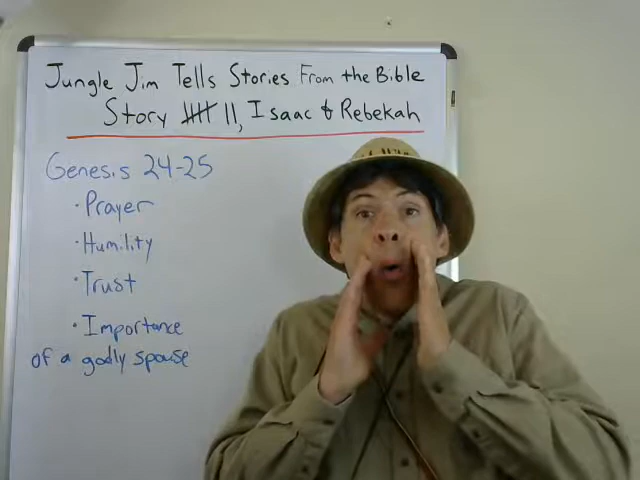 Jungle Jim Tells Stories From the Bible
Story 𝍸 II, Isaac & Rebekah
Genesis 24-25
· Prayer
· Humility
· Trust
· Importance
of a godly spouse